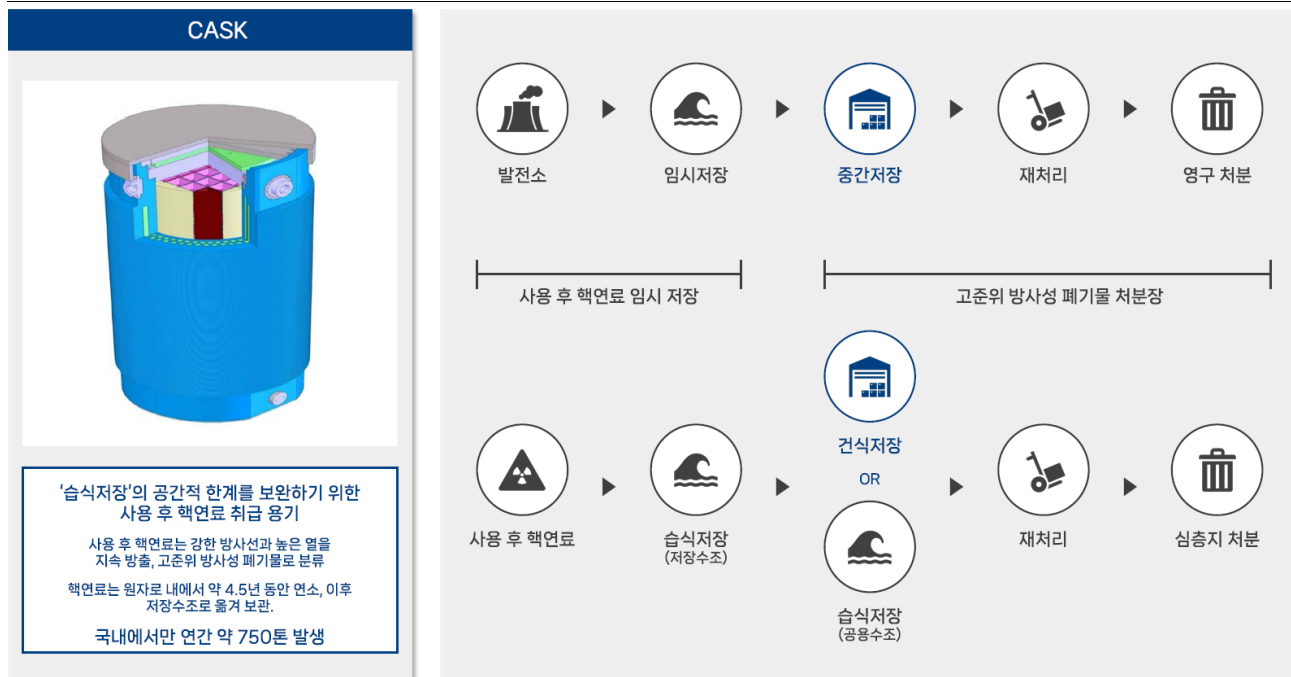 CASK
'습식저장'의 공간적 한계를 보완하기 위한
사용 후 핵연료 취급 용기
사용 후 핵연료는 강한 방사선과 높은 열을
지속 방출, 고준위 방사성 폐기물로 분류
핵연료는 원자로 내에서 약 4.5년 동안 연소, 이후
저장수조로 옮겨 보관.
국내에서만 연간 약 750톤 발생
발전소
임시저장
중간저장
재처리
영구 처분
사용 후 핵연료 임시 저장
고준위 방사성 폐기물 처분장
사용 후 핵연료
습식저장
(저장수조)
건식저장
OR
습식저장
(공용수조)
재처리
심층지 처분